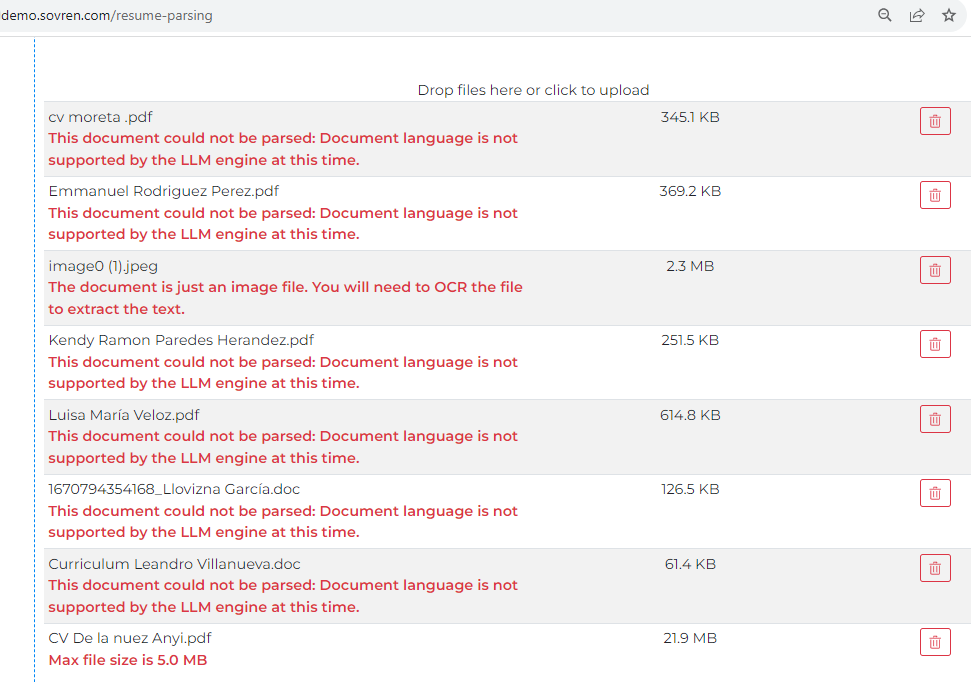 demo.sovren.com/resume-parsing
Drop files here or click to upload
cv moreta .pdf 345.1 KB
This document could not be parsed: Document language is not
supported by the LLM engine at this time.
Emmanuel Rodriguez Perez.pdf 369.2 KB
This document could not be parsed: Document language is not
supported by the LLM engine at this time.
image0 (1).jpeg 2.3 MB
The document is just an image file. You will need to OCR the file
to extract the text.
Kendy Ramon Paredes Herandez.pdf 251.5 KB
This document could not be parsed: Document language is not
supported by the LLM engine at this time.
Luisa María Veloz.pdf 614.8 KB
This document could not be parsed: Document language is not
supported by the LLM engine at this time.
1670794354168_Llovizna García.doc 126.5 KB
This document could not be parsed: Document language is not
supported by the LLM engine at this time.
Curriculum Leandro Villanueva.doc 61.4 KB
This document could not be parsed: Document language is not
supported by the LLM engine at this time.
CV De la nuez Anyi.pdf 21.9 MB
Max file size is 5.0 MB